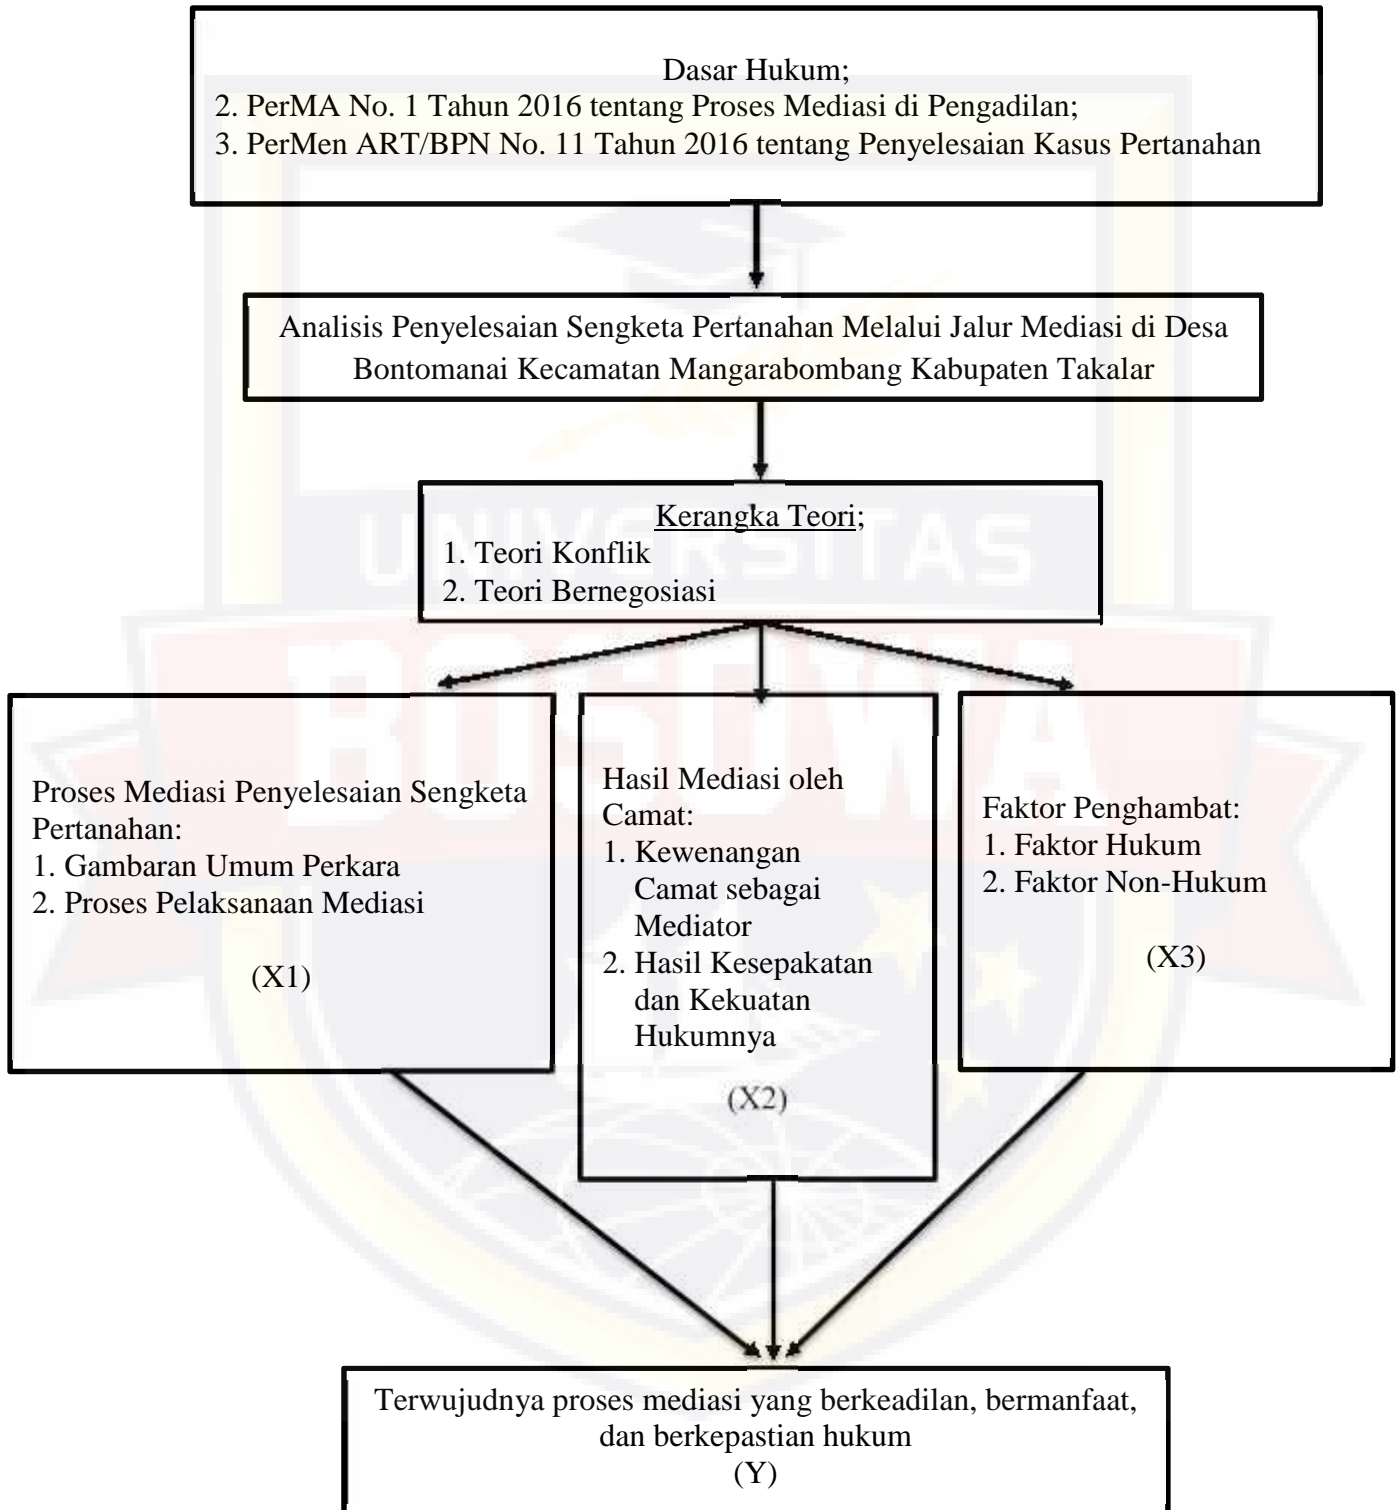 Dasar Hukum;
2. PerMA No. 1 Tahun 2016 tentang Proses Mediasi di Pengadilan;
3. PerMen ART/BPN No. 11 Tahun 2016 tentang Penyelesaian Kasus Pertanahan
Analisis Penyelesaian Sengketa Pertanahan Melalui Jalur Mediasi di Desa
Bontomanai Kecamatan Mangarabombang Kabupaten Takalar
Kerangka Teori;
1. Teori Konflik
2. Teori Bernegosiasi
UNIVERSITAS
BOSOWA
Proses Mediasi Penyelesaian Sengketa
Pertanahan:
1. Gambaran Umum Perkara
2. Proses Pelaksanaan Mediasi
(X1)
Hasil Mediasi oleh
Camat:
1. Kewenangan
Camat sebagai
Mediator
2. Hasil Kesepakatan
dan Kekuatan
Hukumnya
(X2)
Faktor Penghambat:
1. Faktor Hukum
2. Faktor Non-Hukum
(X3)
Terwujudnya proses mediasi yang berkeadilan, bermanfaat,
dan berkepastian hukum
(Y)